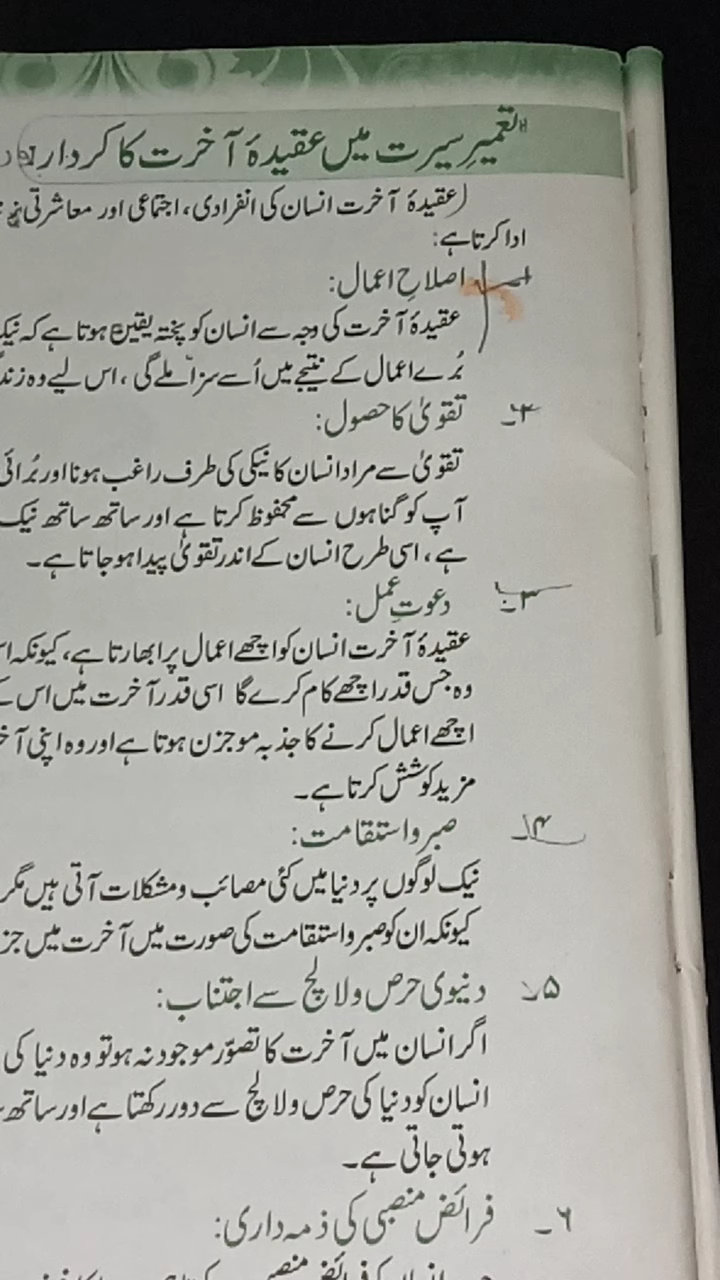 تعمیرِ سیرت میں عقیدۂ آخرت کا کردار
(عقیدۂ آخرت انسان کی انفرادی، اجتماعی اور معاشرتی
ادا کرتا ہے:
۱۔ اصلاحِ اعمال:
عقیدۂ آخرت کی وجہ سے انسان کو پختہ یقین ہوتا ہے کہ نیک
بُرے اعمال کے نتیجے میں اُسے سزا ملے گی، اس لیے وہ
۲۔ تقویٰ کا حصول:
تقویٰ سے مراد انسان کا نیکی کی طرف راغب ہونا اور بُرائی
آپ کو گناہوں سے محفوظ کرتا ہے اور ساتھ ساتھ نیک
ہے، اسی طرح انسان کے اندر تقویٰ پیدا ہو جاتا ہے۔
۳۔ دعوتِ عمل:
عقیدۂ آخرت انسان کو اچھے اعمال پر ابھارتا ہے، کیونکہ
وہ جس قدر اچھے کام کرے گا اسی قدر آخرت میں اس
اچھے اعمال کرنے کا جذبہ موجزن ہوتا ہے اور وہ اپنی
مزید کوشش کرتا ہے۔
۴۔ صبر و استقامت:
نیک لوگوں پر دنیا میں کئی مصائب و مشکلات آتی ہیں مگر
کیونکہ ان کو صبر و استقامت کی صورت میں آخرت میں
۵۔ دنیوی حرص و لالچ سے اجتناب:
اگر انسان میں آخرت کا تصوّر موجود نہ ہو تو وہ دنیا کی
انسان کو دنیا کی حرص و لالچ سے دور رکھتا ہے اور ساتھ
ہوتی جاتی ہے۔
۶۔ فرائض منصبی کی ذمہ داری: